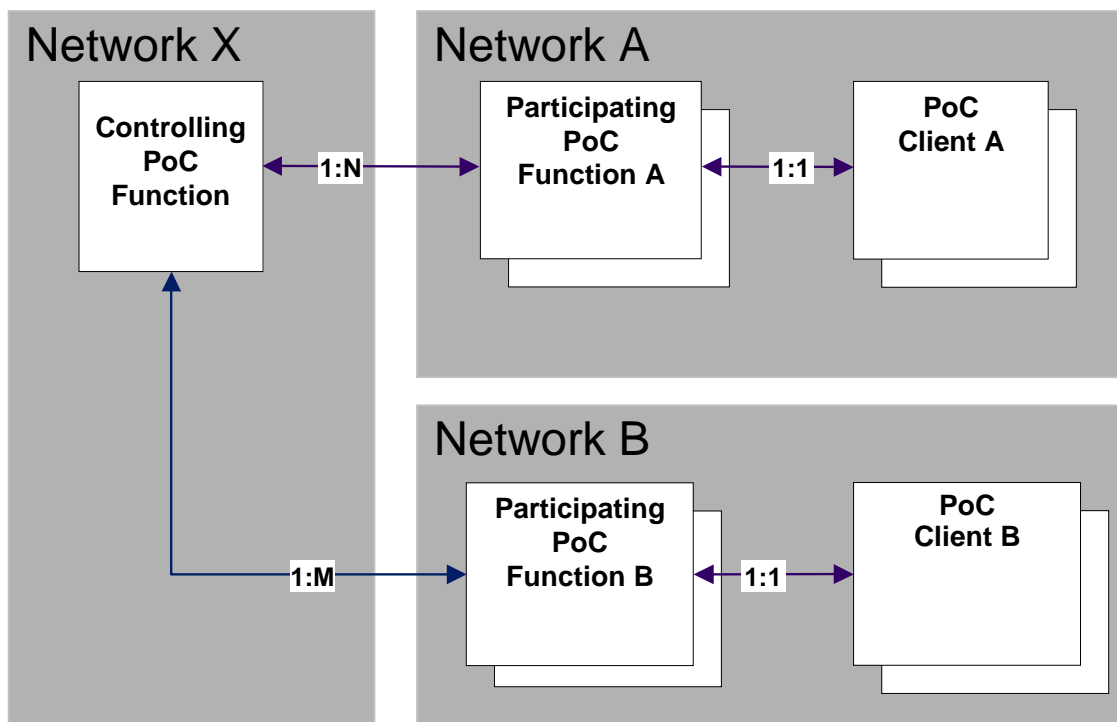 Network X
Controlling
PoC
Function
1:N
Network A
Participating
PoC
Function A
1:1
PoC
Client A
1:M
Network B
Participating
PoC
Function B
1:1
PoC
Client B